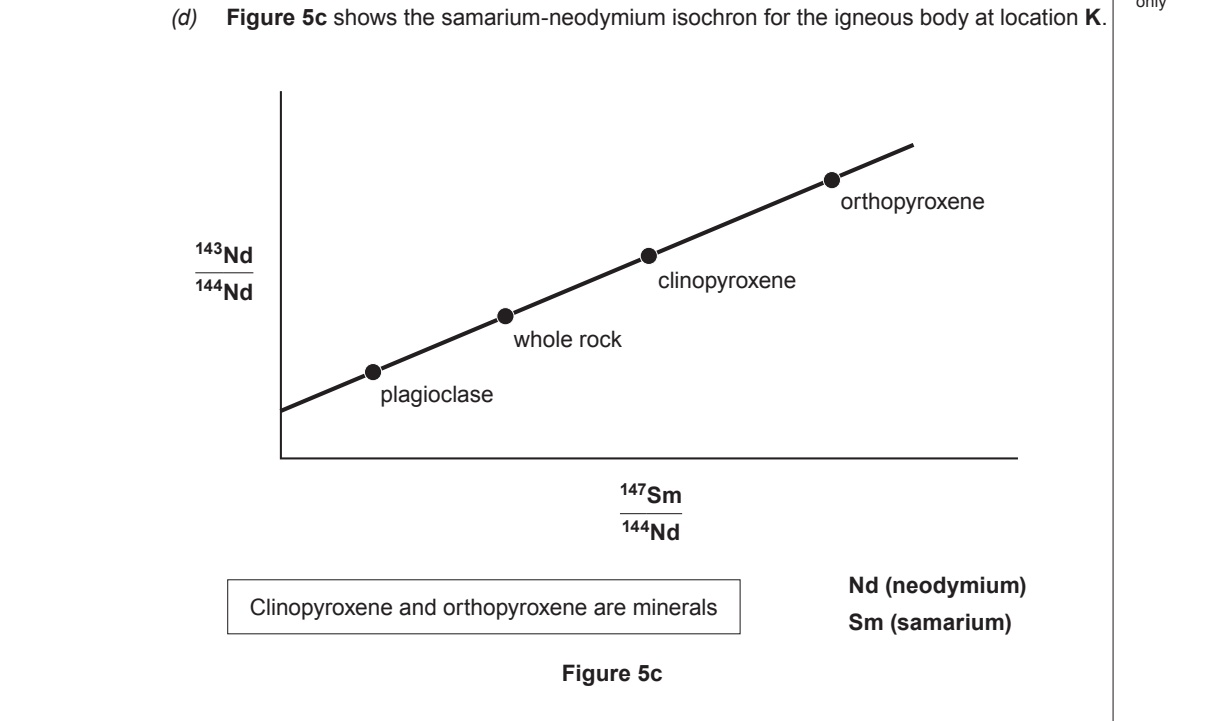 only
(d) Figure 5c shows the samarium-neodymium isochron for the igneous body at location K.
orthopyroxene
143Nd
144Nd
clinopyroxene
whole rock
plagioclase
147Sm
144Nd
Clinopyroxene and orthopyroxene are minerals
Nd (neodymium)
Sm (samarium)
Figure 5c